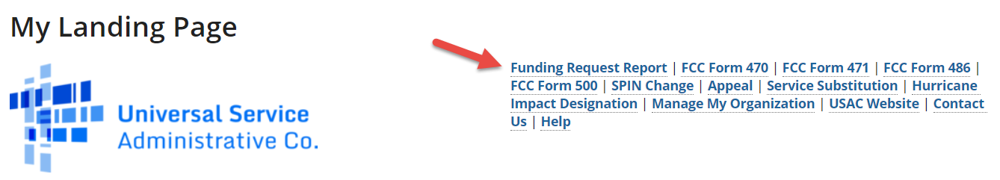 My Landing Page
Universal Service
Administrative Co.
Funding Request Report | FCC Form 470 | FCC Form 471 | FCC Form 486 |
FCC Form 500 | SPIN Change | Appeal | Service Substitution | Hurricane
Impact Designation | Manage My Organization | USAC Website | Contact
Us | Help